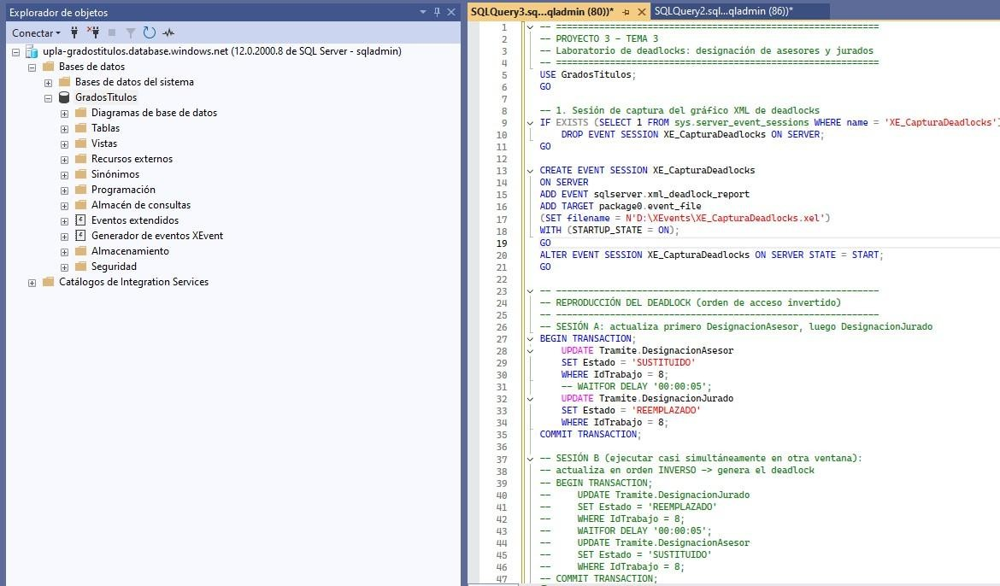 Explorador de objetos
Conectar
upla-gradostitulos.database.windows.net (12.0.2000.8 de SQL Server - sqladmin)
Bases de datos
Bases de datos del sistema
GradosTitulos
Diagramas de base de datos
Tablas
Vistas
Recursos externos
Sinónimos
Programación
Almacén de consultas
Eventos extendidos
Generador de eventos XEvent
Almacenamiento
Seguridad
Catálogos de Integration Services
SQLQuery3.sq...qladmin (80))*
SQLQuery2.sql...qladmin (86))*
1 -- ============================================================
2 -- PROYECTO 3 - TEMA 3
3 -- Laboratorio de deadlocks: designación de asesores y jurados
4 -- ============================================================
5 USE GradosTitulos;
6 GO
7
8 -- 1. Sesión de captura del gráfico XML de deadlocks
9 IF EXISTS (SELECT 1 FROM sys.server_event_sessions WHERE name = 'XE_CapturaDeadlocks')
10 DROP EVENT SESSION XE_CapturaDeadlocks ON SERVER;
11 GO
12
13 CREATE EVENT SESSION XE_CapturaDeadlocks
14 ON SERVER
15 ADD EVENT sqlserver.xml_deadlock_report
16 ADD TARGET package0.event_file
17 (SET filename = N'D:\XEvents\XE_CapturaDeadlocks.xel')
18 WITH (STARTUP_STATE = ON);
19 GO
20 ALTER EVENT SESSION XE_CapturaDeadlocks ON SERVER STATE = START;
21 GO
22
23 -- ------------------------------------------------------------
24 -- REPRODUCCIÓN DEL DEADLOCK (orden de acceso invertido)
25 -- ------------------------------------------------------------
26 -- SESIÓN A: actualiza primero DesignacionAsesor, luego DesignacionJurado
27 BEGIN TRANSACTION;
28 UPDATE Tramite.DesignacionAsesor
29 SET Estado = 'SUSTITUIDO'
30 WHERE IdTrabajo = 8;
31 -- WAITFOR DELAY '00:00:05';
32 UPDATE Tramite.DesignacionJurado
33 SET Estado = 'REEMPLAZADO'
34 WHERE IdTrabajo = 8;
35 COMMIT TRANSACTION;
36
37 -- SESIÓN B (ejecutar casi simultáneamente en otra ventana):
38 -- actualiza en orden INVERSO -> genera el deadlock
39 -- BEGIN TRANSACTION;
40 -- UPDATE Tramite.DesignacionJurado
41 -- SET Estado = 'REEMPLAZADO'
42 -- WHERE IdTrabajo = 8;
43 -- WAITFOR DELAY '00:00:05';
44 -- UPDATE Tramite.DesignacionAsesor
45 -- SET Estado = 'SUSTITUIDO'
46 -- WHERE IdTrabajo = 8;
47 -- COMMIT TRANSACTION;